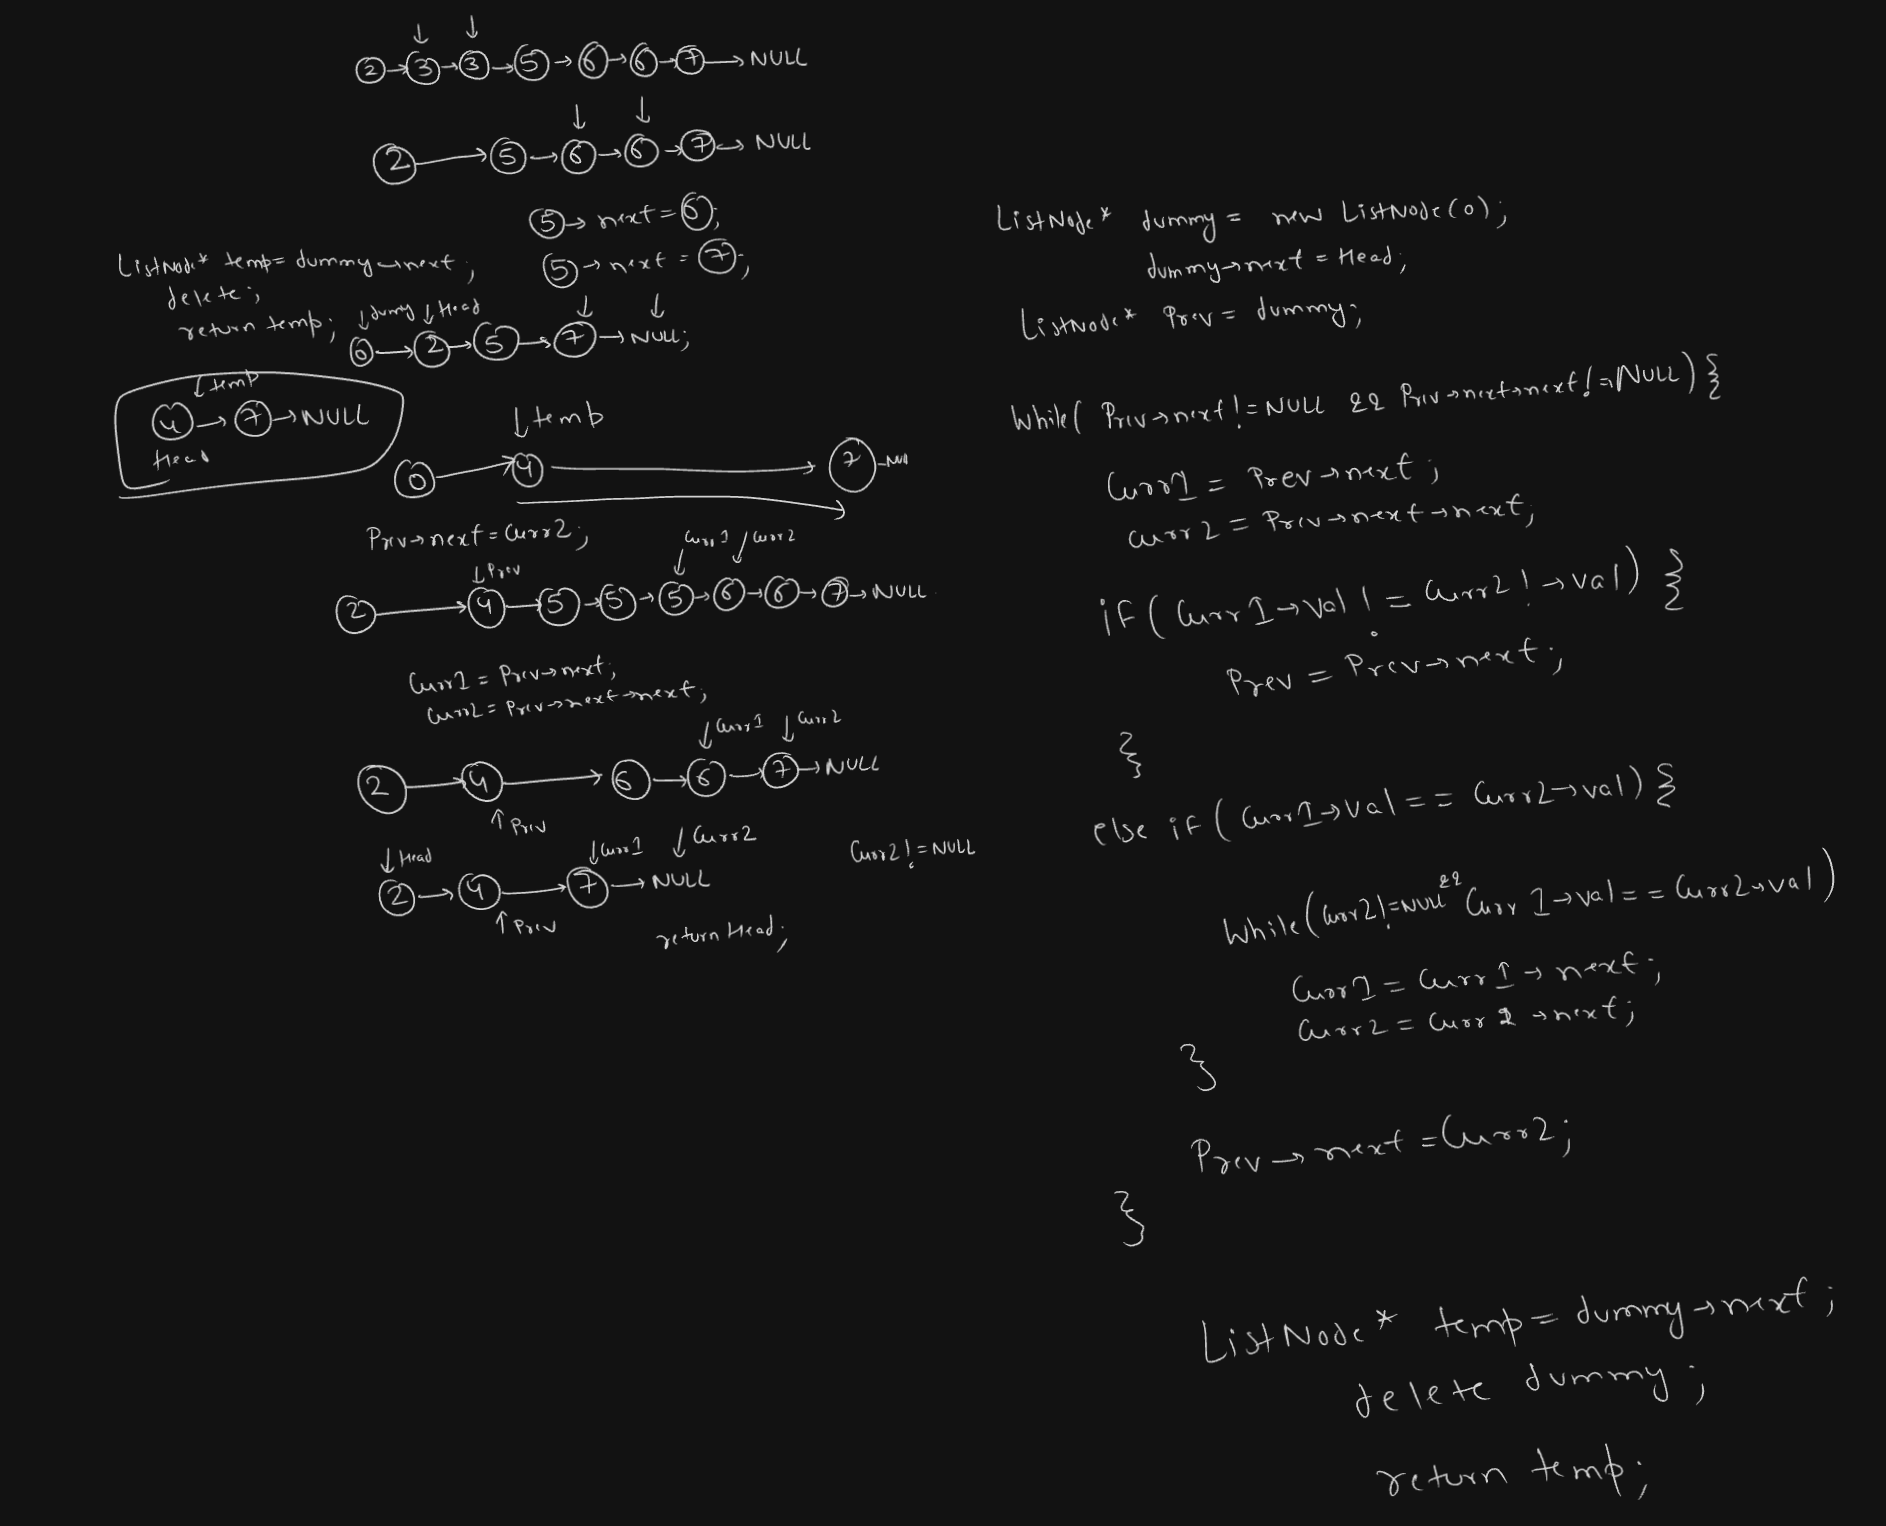 2 → 3 → 3 → 5 → 6 → 6 → 7 → NULL
2 → 5 → 6 → 6 → 7 → NULL
5 → next = 6;
5 → next = 7;
ListNode* temp = dummy→next;
delete;
return temp;
↓dumy ↓Head
0 → 2 → 5 → 7 → NULL;
↓temp
4 → 7 → NULL
Head
↓temp
0 → 4 → 7 - Null
Prev→next = Curr2;
↓Prev Curr1 Curr2
2 → 4 → 5 → 5 → 5 → 6 → 6 → 7 → NULL
Curr1 = Prev→next;
Curr2 = Prev→next→next;
↓Curr1 ↓Curr2
2 → 4 → 6 → 6 → 7 → NULL
↑Prev
↓Head ↓Curr1 ↓Curr2
2 → 4 → 7 → NULL
↑Prev
Curr2 != NULL
return Head;
ListNode* dummy = new ListNode(0);
dummy→next = Head;
ListNode* Prev = dummy;
While( Prev→next != NULL && Prev→next→next != NULL) {
Curr1 = Prev→next;
curr2 = Prev→next→next;
if( Curr1→val != Curr2!→val) {
Prev = Prev→next;
}
else if( Curr1→val == Curr2→val) {
While( Curr2!=NULL && Curr1→val == Curr2→val)
Curr1 = Curr1→next;
Curr2 = Curr2→next;
}
Prev→next = Curr2;
}
ListNode* temp = dummy→next;
delete dummy;
return temp;